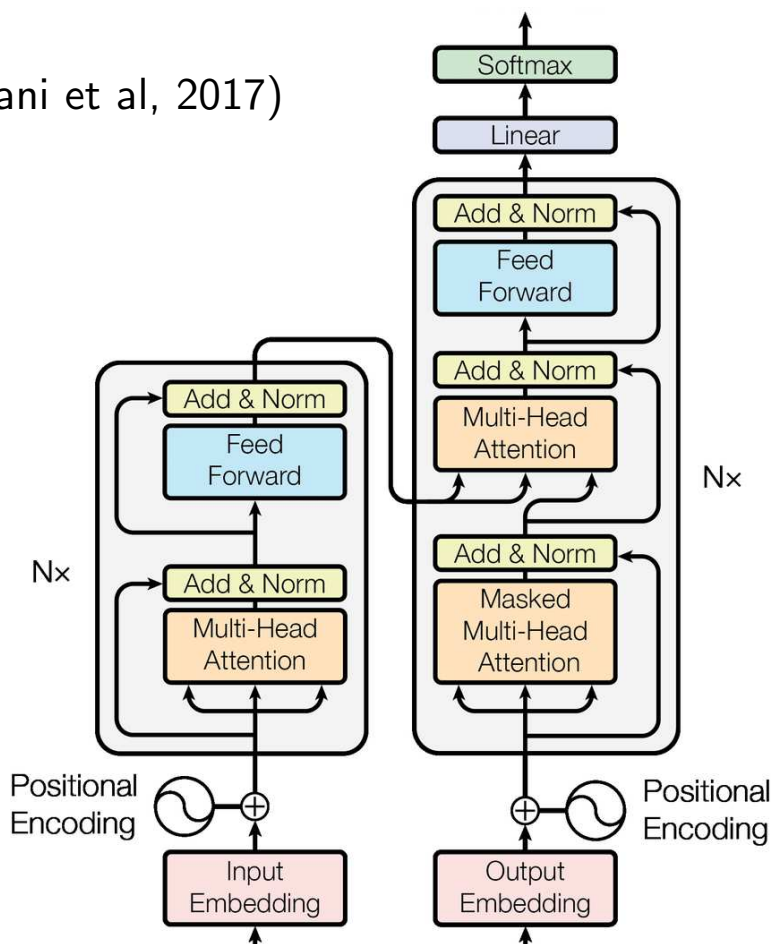 ani et al, 2017)
Softmax
Linear
Add & Norm
Feed
Forward
Add & Norm
Multi-Head
Attention
Add & Norm
Masked
Multi-Head
Attention
Nx
Add & Norm
Feed
Forward
Add & Norm
Multi-Head
Attention
Nx
Positional
Encoding
Positional
Encoding
Input
Embedding
Output
Embedding